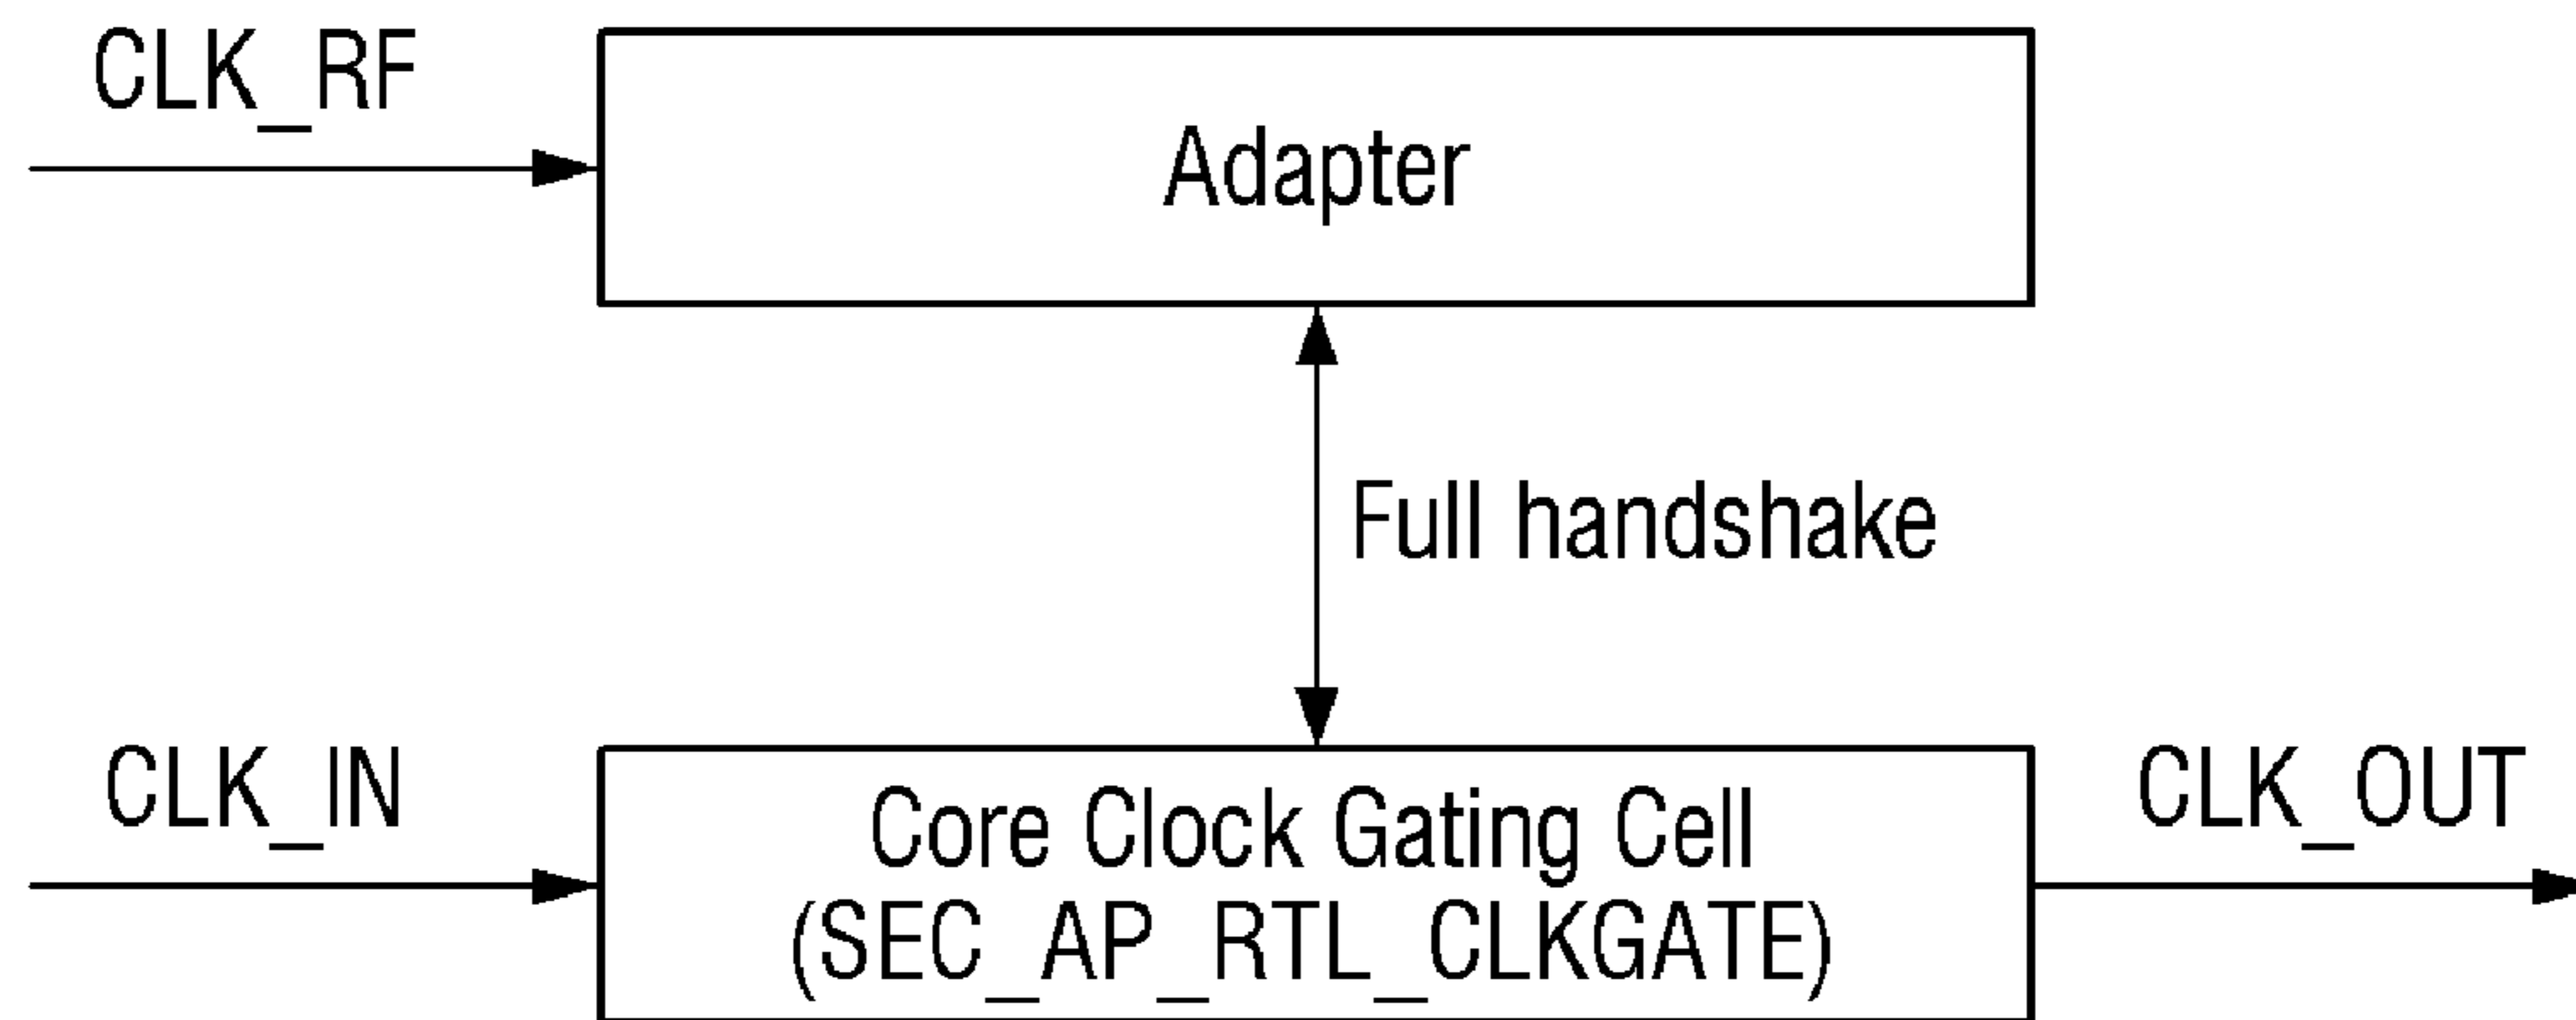 CLK_RF
Adapter
Full handshake
CLK_IN
Core Clock Gating Cell
(SEC_AP_RTL_CLKGATE)
CLK_OUT